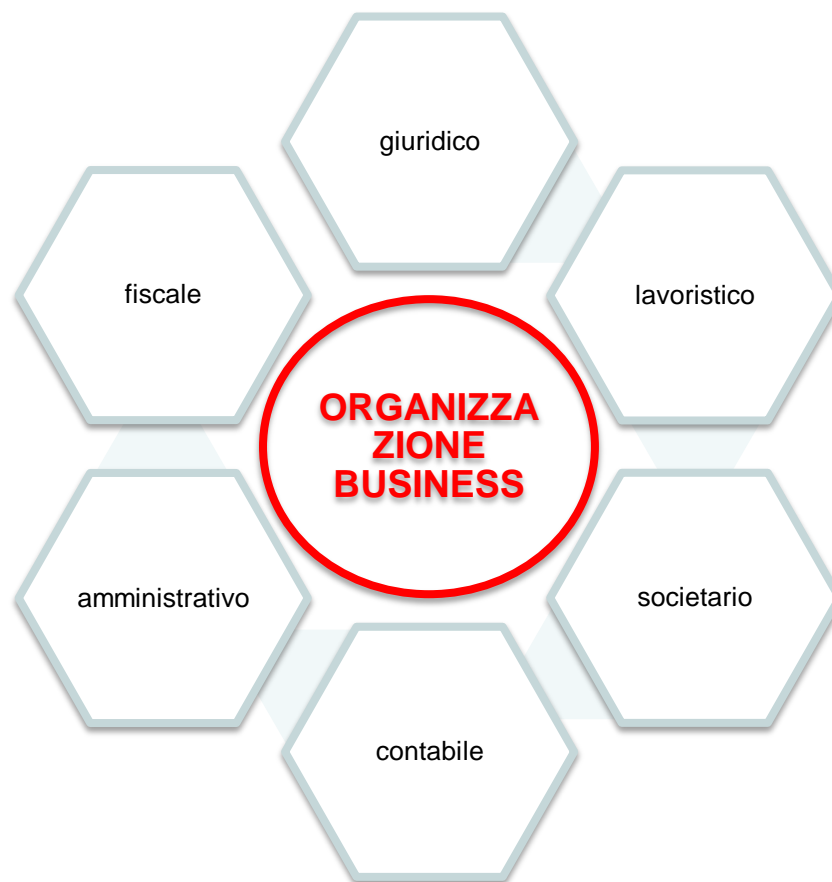 giuridico
fiscale
lavoristico
ORGANIZZA
ZIONE
BUSINESS
amministrativo
societario
contabile